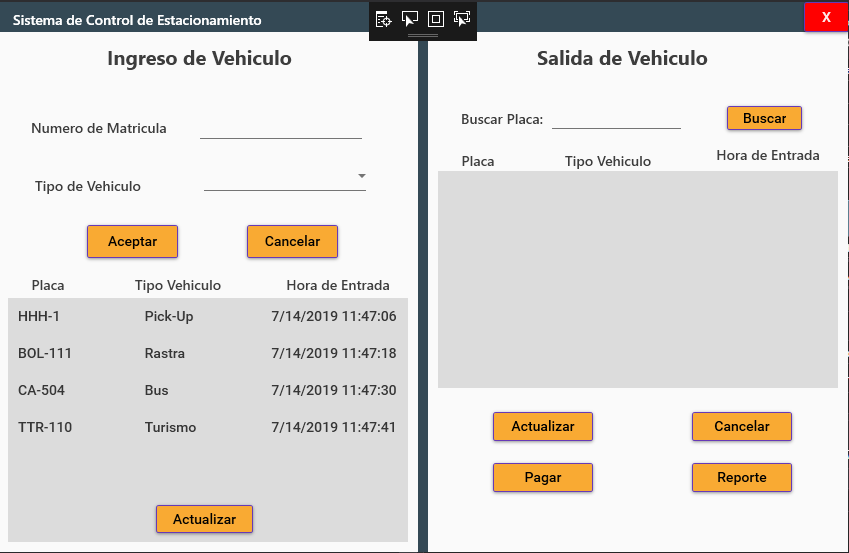 Sistema de Control de Estacionamiento
X
Ingreso de Vehiculo
Numero de Matricula
Tipo de Vehiculo
Aceptar Cancelar
Placa Tipo Vehiculo Hora de Entrada
HHH-1 Pick-Up 7/14/2019 11:47:06
BOL-111 Rastra 7/14/2019 11:47:18
CA-504 Bus 7/14/2019 11:47:30
TTR-110 Turismo 7/14/2019 11:47:41
Actualizar
Salida de Vehiculo
Buscar Placa: Buscar
Placa Tipo Vehiculo Hora de Entrada
Actualizar Cancelar
Pagar Reporte